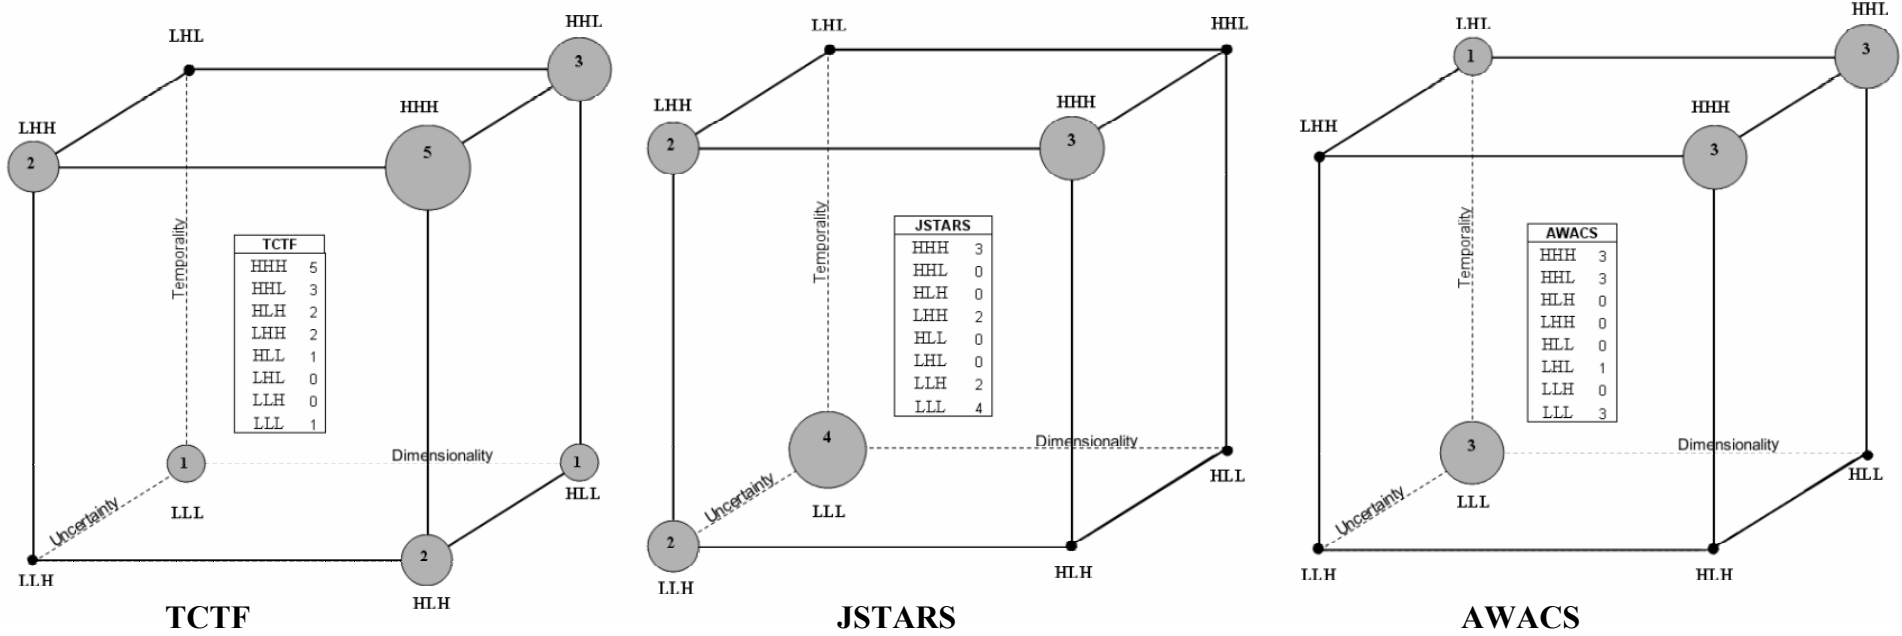 LHL
HHL
3
LHH
2
HHH
5
Temporality
TCTF
HHH 5
HHL 3
HLH 2
LHH 2
HLL 1
LHL 0
LLH 0
LLL 1
1
Dimensionality
1
HLL
Uncertainty
LLL
LLH
2
HLH
TCTF
LHL
HHL
LHH
2
HHH
3
Temporality
JSTARS
HHH 3
HHL 0
HLH 0
LHH 2
HLL 0
LHL 0
LLH 2
LLL 4
4
Dimensionality
HLL
Uncertainty
LLL
2
LLH
HLH
JSTARS
LHL
1
HHL
3
LHH
HHH
3
Temporality
AWACS
HHH 3
HHL 3
HLH 0
LHH 0
HLL 0
LHL 1
LLH 0
LLL 3
3
Dimensionality
HLL
Uncertainty
LLL
LLH
HLH
AWACS